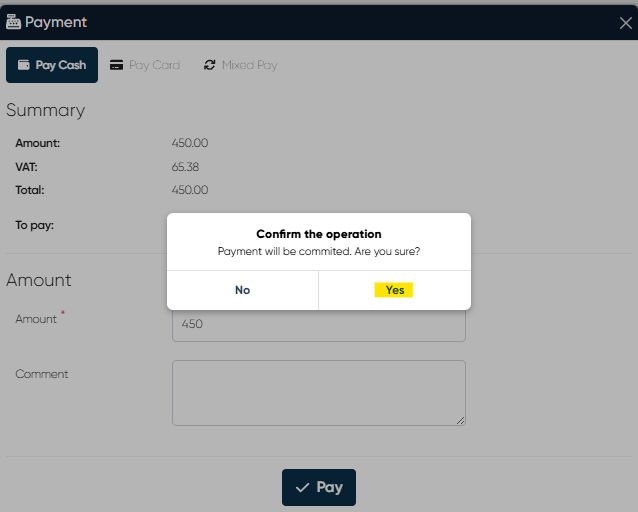 Payment
Pay Cash Pay Card Mixed Pay
Summary
Amount: 450.00
VAT: 65.38
Total: 450.00
To pay:
Confirm the operation
Payment will be commited. Are you sure?
No Yes
Amount
Amount * 450
Comment
Pay